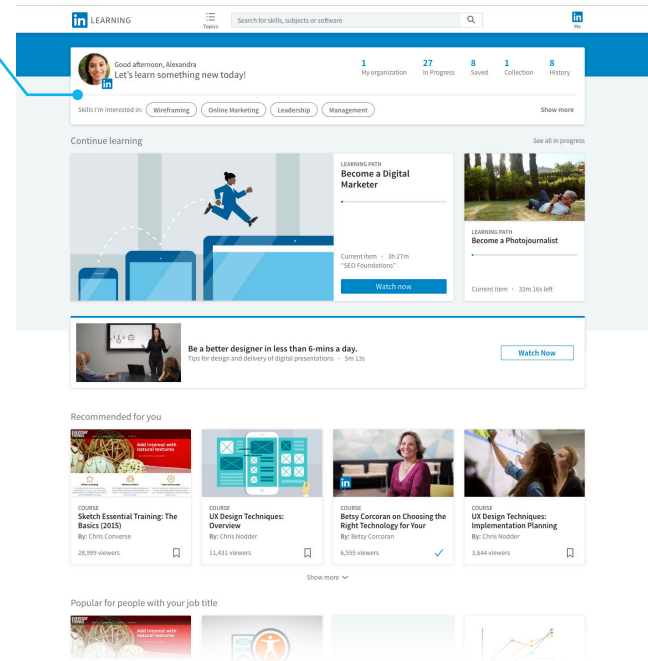 in LEARNING
Topics
Search for skills, subjects or software
in
Me
Good afternoon, Alexandra
Let's learn something new today!
in
1
My organization
27
In Progress
8
Saved
1
Collection
8
History
Skills I'm interested in:
Wireframing
Online Marketing
Leadership
Management
Show more
Continue learning
See all in progress
LEARNING PATH
Become a Digital
Marketer
Current item • 3h 27m
"SEO Foundations"
Watch now
LEARNING PATH
Become a Photojournalist
Current item • 33m 16s left
Be a better designer in less than 6-mins a day.
Tips for design and delivery of digital presentations • 5m 13s
Watch Now
Recommended for you
EVERYDAY
THINGS
Add interest with
natural textures
COURSE
Sketch Essential Training: The
Basics (2015)
By: Chris Converse
28,999 viewers
COURSE
UX Design Techniques:
Overview
By: Chris Nodder
11,431 viewers
in
COURSE
Betsy Corcoran on Choosing the
Right Technology for Your
By: Betsy Corcoran
6,555 viewers
COURSE
UX Design Techniques:
Implementation Planning
By: Chris Nodder
3,644 viewers
Show more
Popular for people with your job title
EVERYDAY
THINGS
Add interest with
natural textures